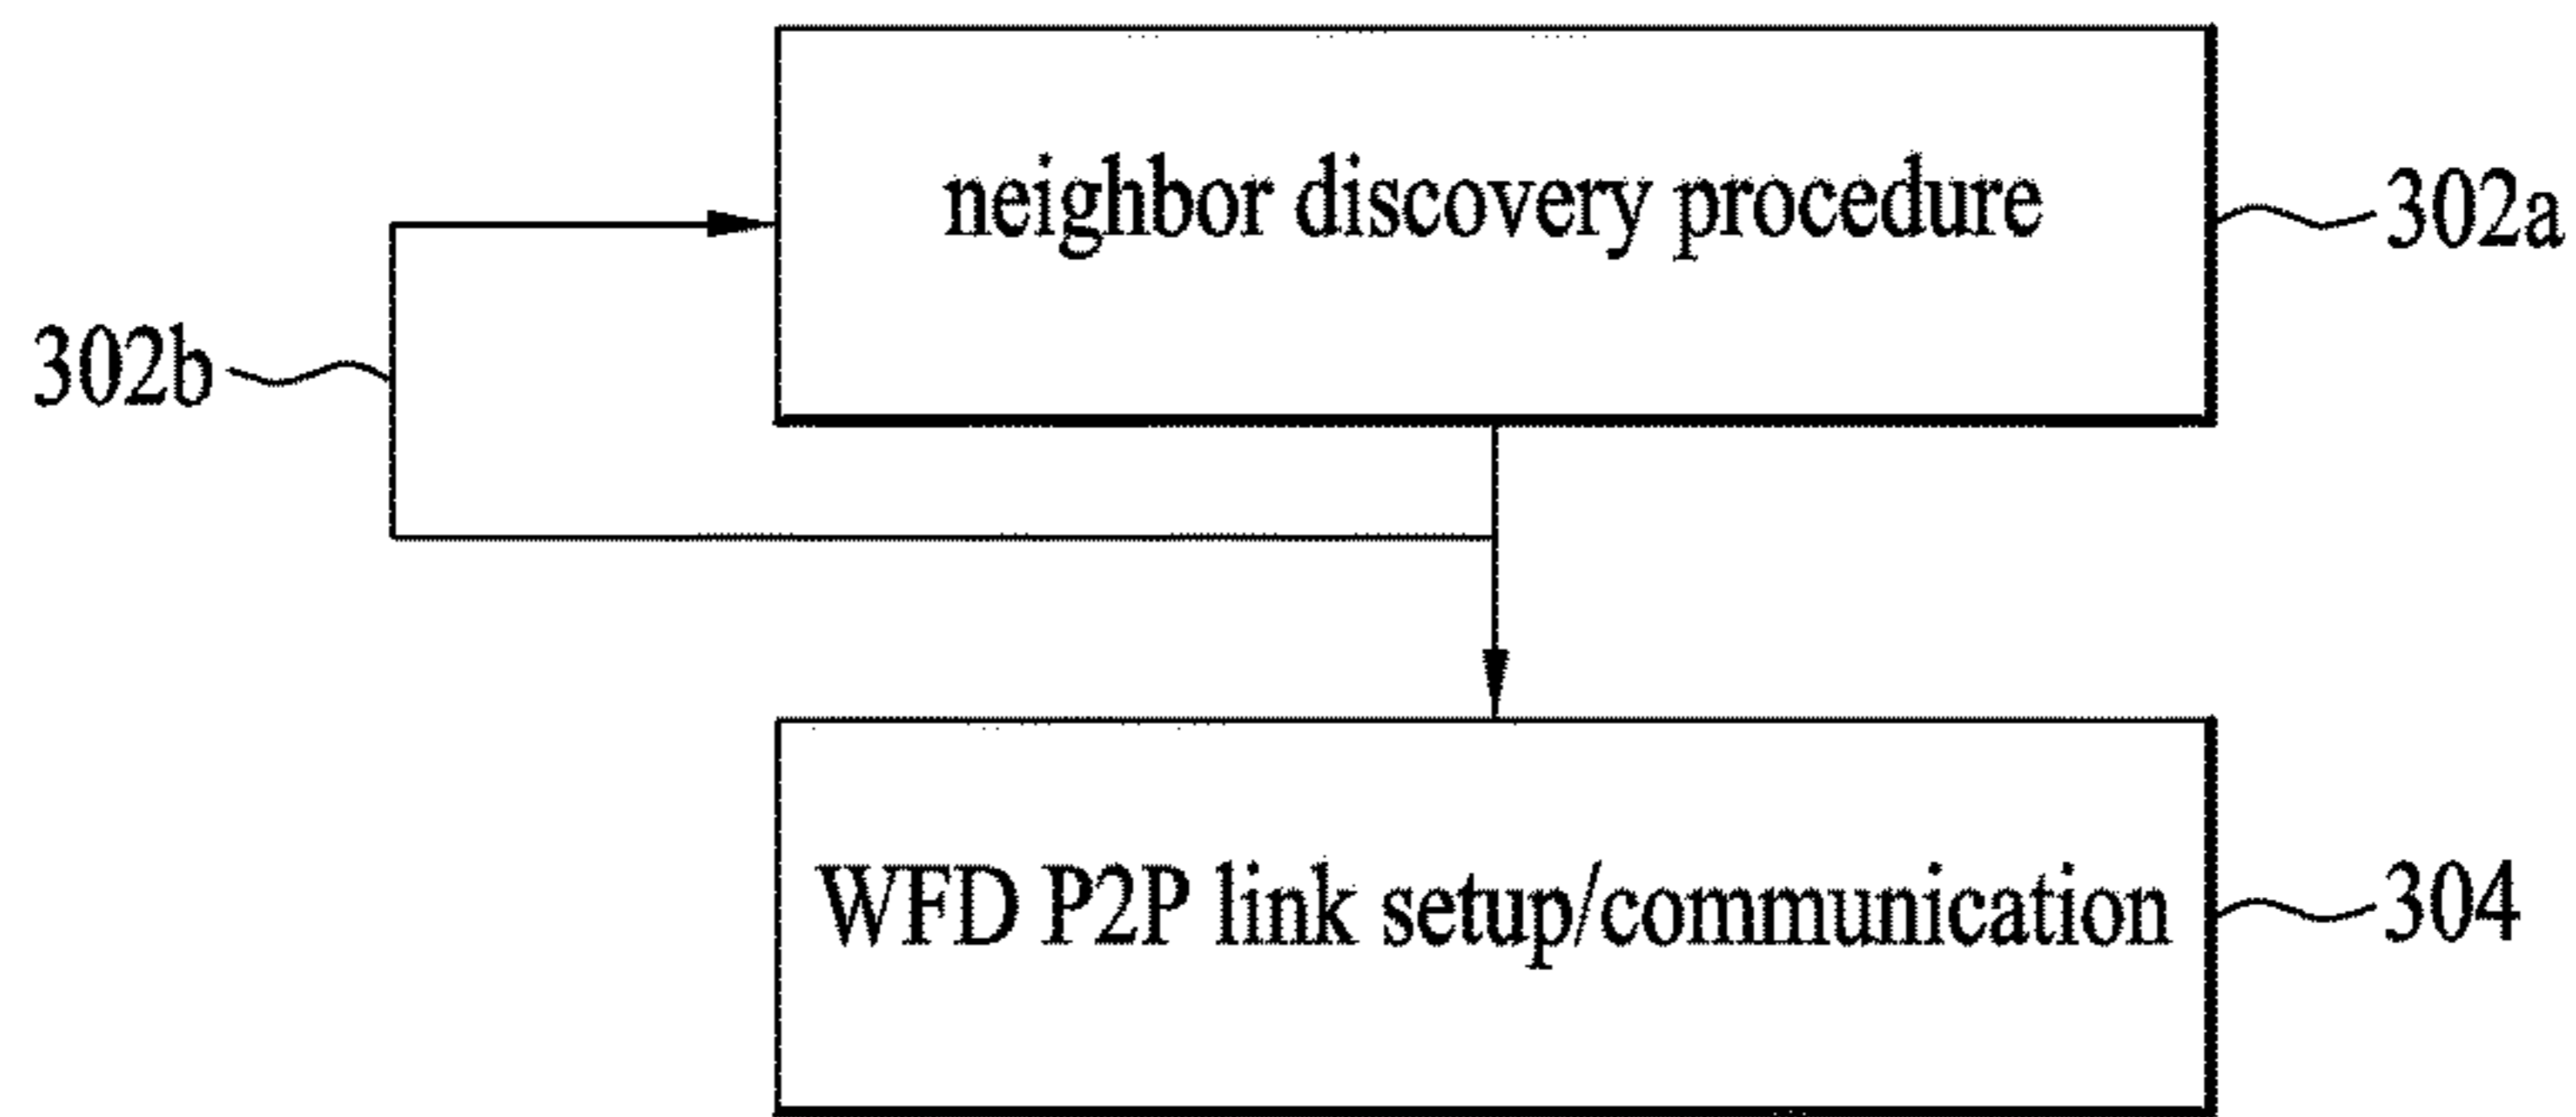 neighbor discovery procedure
302a
302b
WFD P2P link setup/communication
304